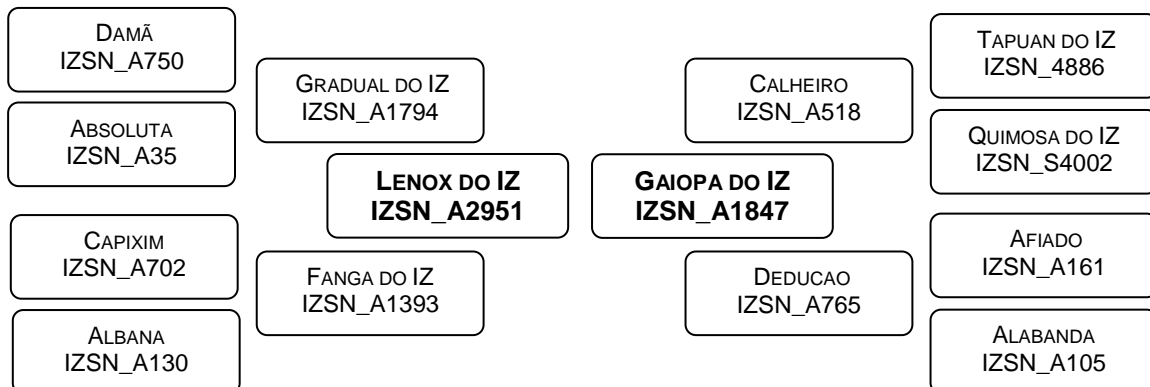 DAMÃ
IZSN_A750
GRADUAL DO IZ
IZSN_A1794
ABSOLUTA
IZSN_A35
LENOX DO IZ
IZSN_A2951
CAPIXIM
IZSN_A702
FANGA DO IZ
IZSN_A1393
ALBANA
IZSN_A130
TAPUAN DO IZ
IZSN_4886
CALHEIRO
IZSN_A518
QUIMOSA DO IZ
IZSN_S4002
GAIOPA DO IZ
IZSN_A1847
AFIADO
IZSN_A161
DEDUCAO
IZSN_A765
ALABANDA
IZSN_A105